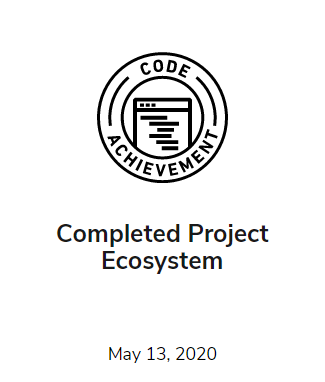 CODE
ACHIEVEMENT
Completed Project
Ecosystem
May 13, 2020